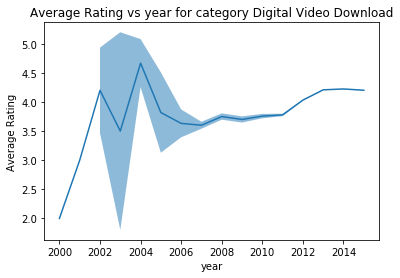 Average Rating vs year for category Digital Video Download
5.0
4.5
4.0
3.5
3.0
2.5
2.0
Average Rating
2000 2002 2004 2006 2008 2010 2012 2014
year